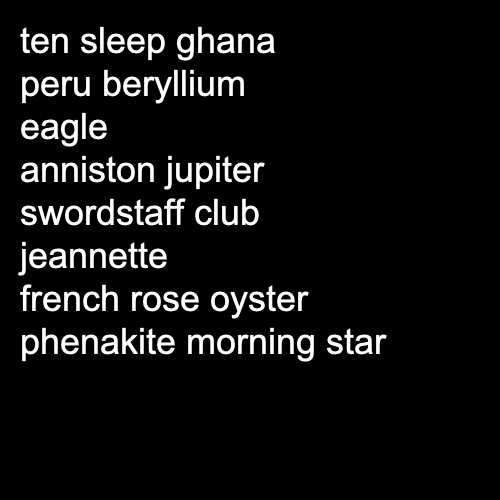 ten sleep ghana
peru beryllium
eagle
anniston jupiter
swordstaff club
jeannette
french rose oyster
phenakite morning star